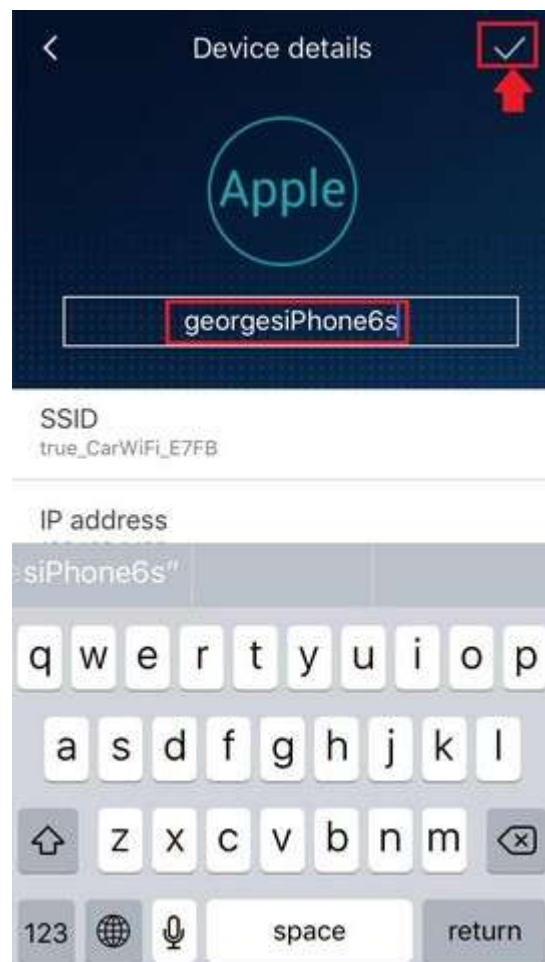 Device details
Apple
georgesiPhone6s
SSID
true_CarWiFi_E7FB
IP address
siPhone6s"
q w e r t y u i o p
a s d f g h j k l
z x c v b n m
123 space return